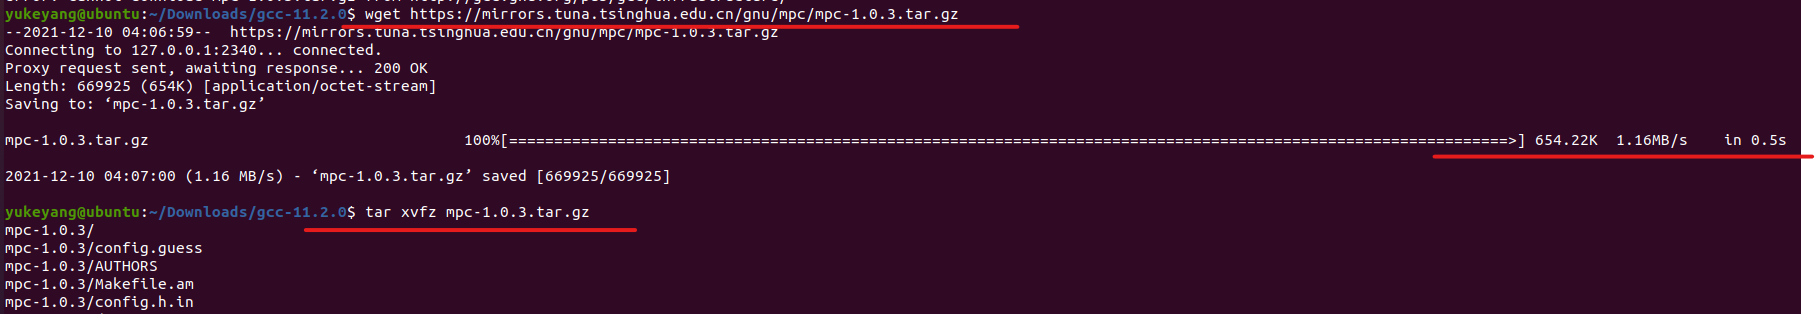 yukeyang@ubuntu:~/Downloads/gcc-11.2.0$ wget https://mirrors.tuna.tsinghua.edu.cn/gnu/mpc/mpc-1.0.3.tar.gz
--2021-12-10 04:06:59--  https://mirrors.tuna.tsinghua.edu.cn/gnu/mpc/mpc-1.0.3.tar.gz
Connecting to 127.0.0.1:2340... connected.
Proxy request sent, awaiting response... 200 OK
Length: 669925 (654K) [application/octet-stream]
Saving to: ‘mpc-1.0.3.tar.gz’
mpc-1.0.3.tar.gz 100%[===============================================================================================================>] 654.22K 1.16MB/s in 0.5s
2021-12-10 04:07:00 (1.16 MB/s) - ‘mpc-1.0.3.tar.gz’ saved [669925/669925]
yukeyang@ubuntu:~/Downloads/gcc-11.2.0$ tar xvfz mpc-1.0.3.tar.gz
mpc-1.0.3/
mpc-1.0.3/config.guess
mpc-1.0.3/AUTHORS
mpc-1.0.3/Makefile.am
mpc-1.0.3/config.h.in